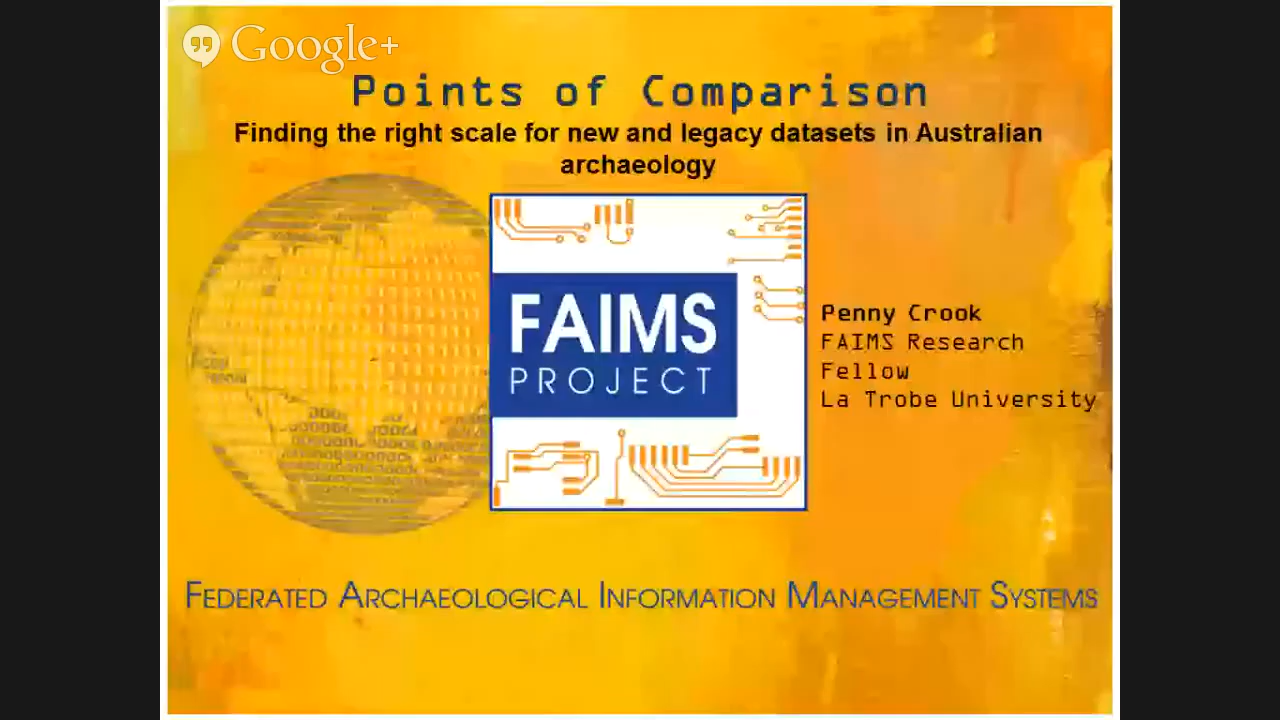 Google+
Points of Comparison
Finding the right scale for new and legacy datasets in Australian
archaeology
FAIMS
PROJECT
Penny Crook
FAIMS Research
Fellow
La Trobe University
FEDERATED ARCHAEOLOGICAL INFORMATION MANAGEMENT SYSTEMS